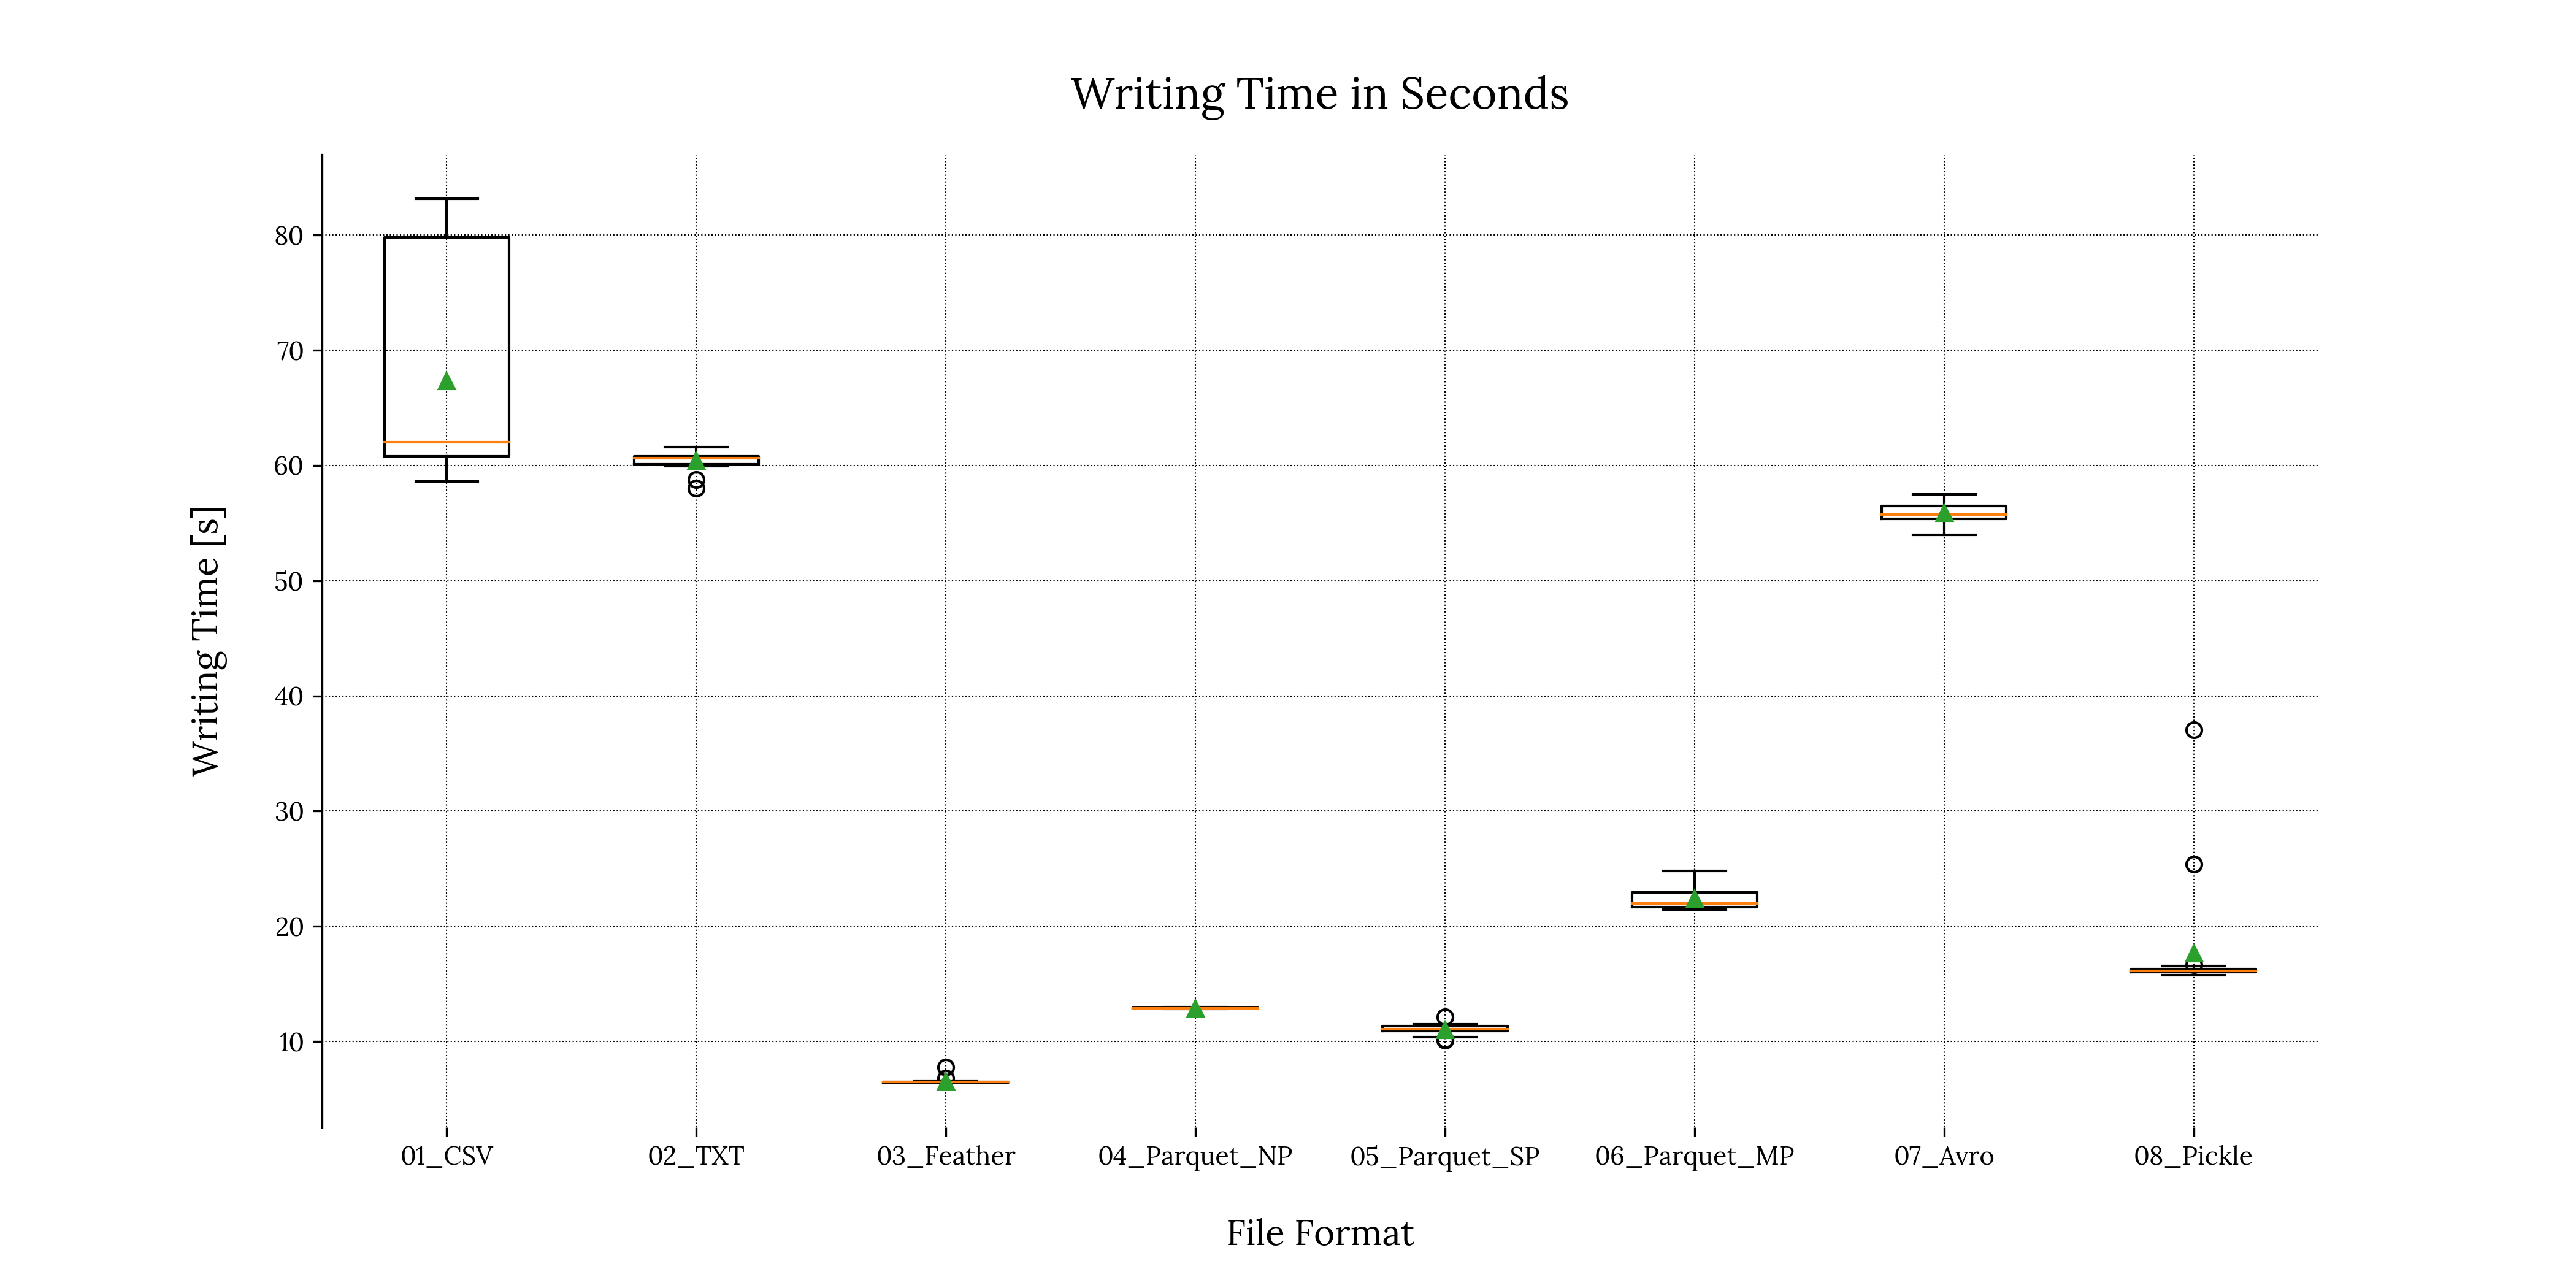 Writing Time in Seconds
Writing Time [s]
80
70
60
50
40
30
20
10
01_CSV 02_TXT 03_Feather 04_Parquet_NP 05_Parquet_SP 06_Parquet_MP 07_Avro 08_Pickle
File Format